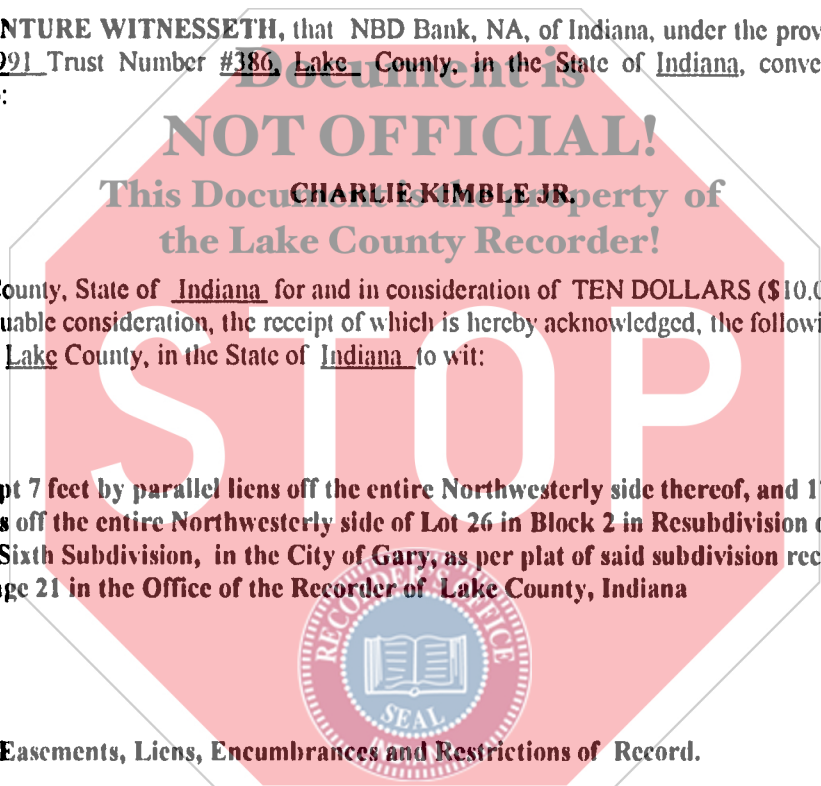 NTURE WITNESSETH, that NBD Bank, NA, of Indiana, under the prov
991 Trust Number #386, Lake County, in the State of Indiana, conve
:
Document is
NOT OFFICIAL!
This Document is the property of
the Lake County Recorder!
CHARLIE KIMBLE JR.
ounty, State of Indiana for and in consideration of TEN DOLLARS ($10.0
uable consideration, the receipt of which is hereby acknowledged, the followi
Lake County, in the State of Indiana to wit:
STOP
pt 7 feet by parallel liens off the entire Northwesterly side thereof, and 1
s off the entire Northwesterly side of Lot 26 in Block 2 in Resubdivision o
Sixth Subdivision, in the City of Gary, as per plat of said subdivision rec
ge 21 in the Office of the Recorder of Lake County, Indiana
RECORDER'S OFFICE
SEAL
INDIANA
Easements, Liens, Encumbrances and Restrictions of Record.